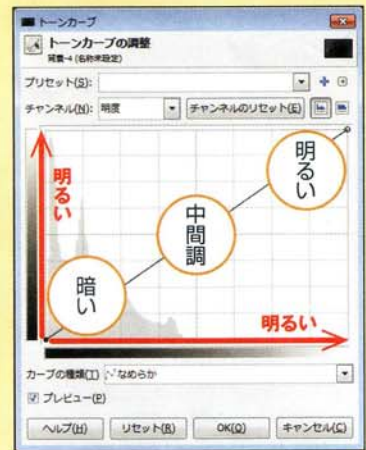 トーンカーブ
トーンカーブの調整
背景-4 (名称未設定)
プリセット(S):
チャンネル(N): 明度 チャンネルのリセット(E)
明るい
明るい
中間調
暗い
明るい
カーブの種類(T) なめらか
プレビュー(P)
ヘルプ(H) リセット(R) OK(O) キャンセル(C)